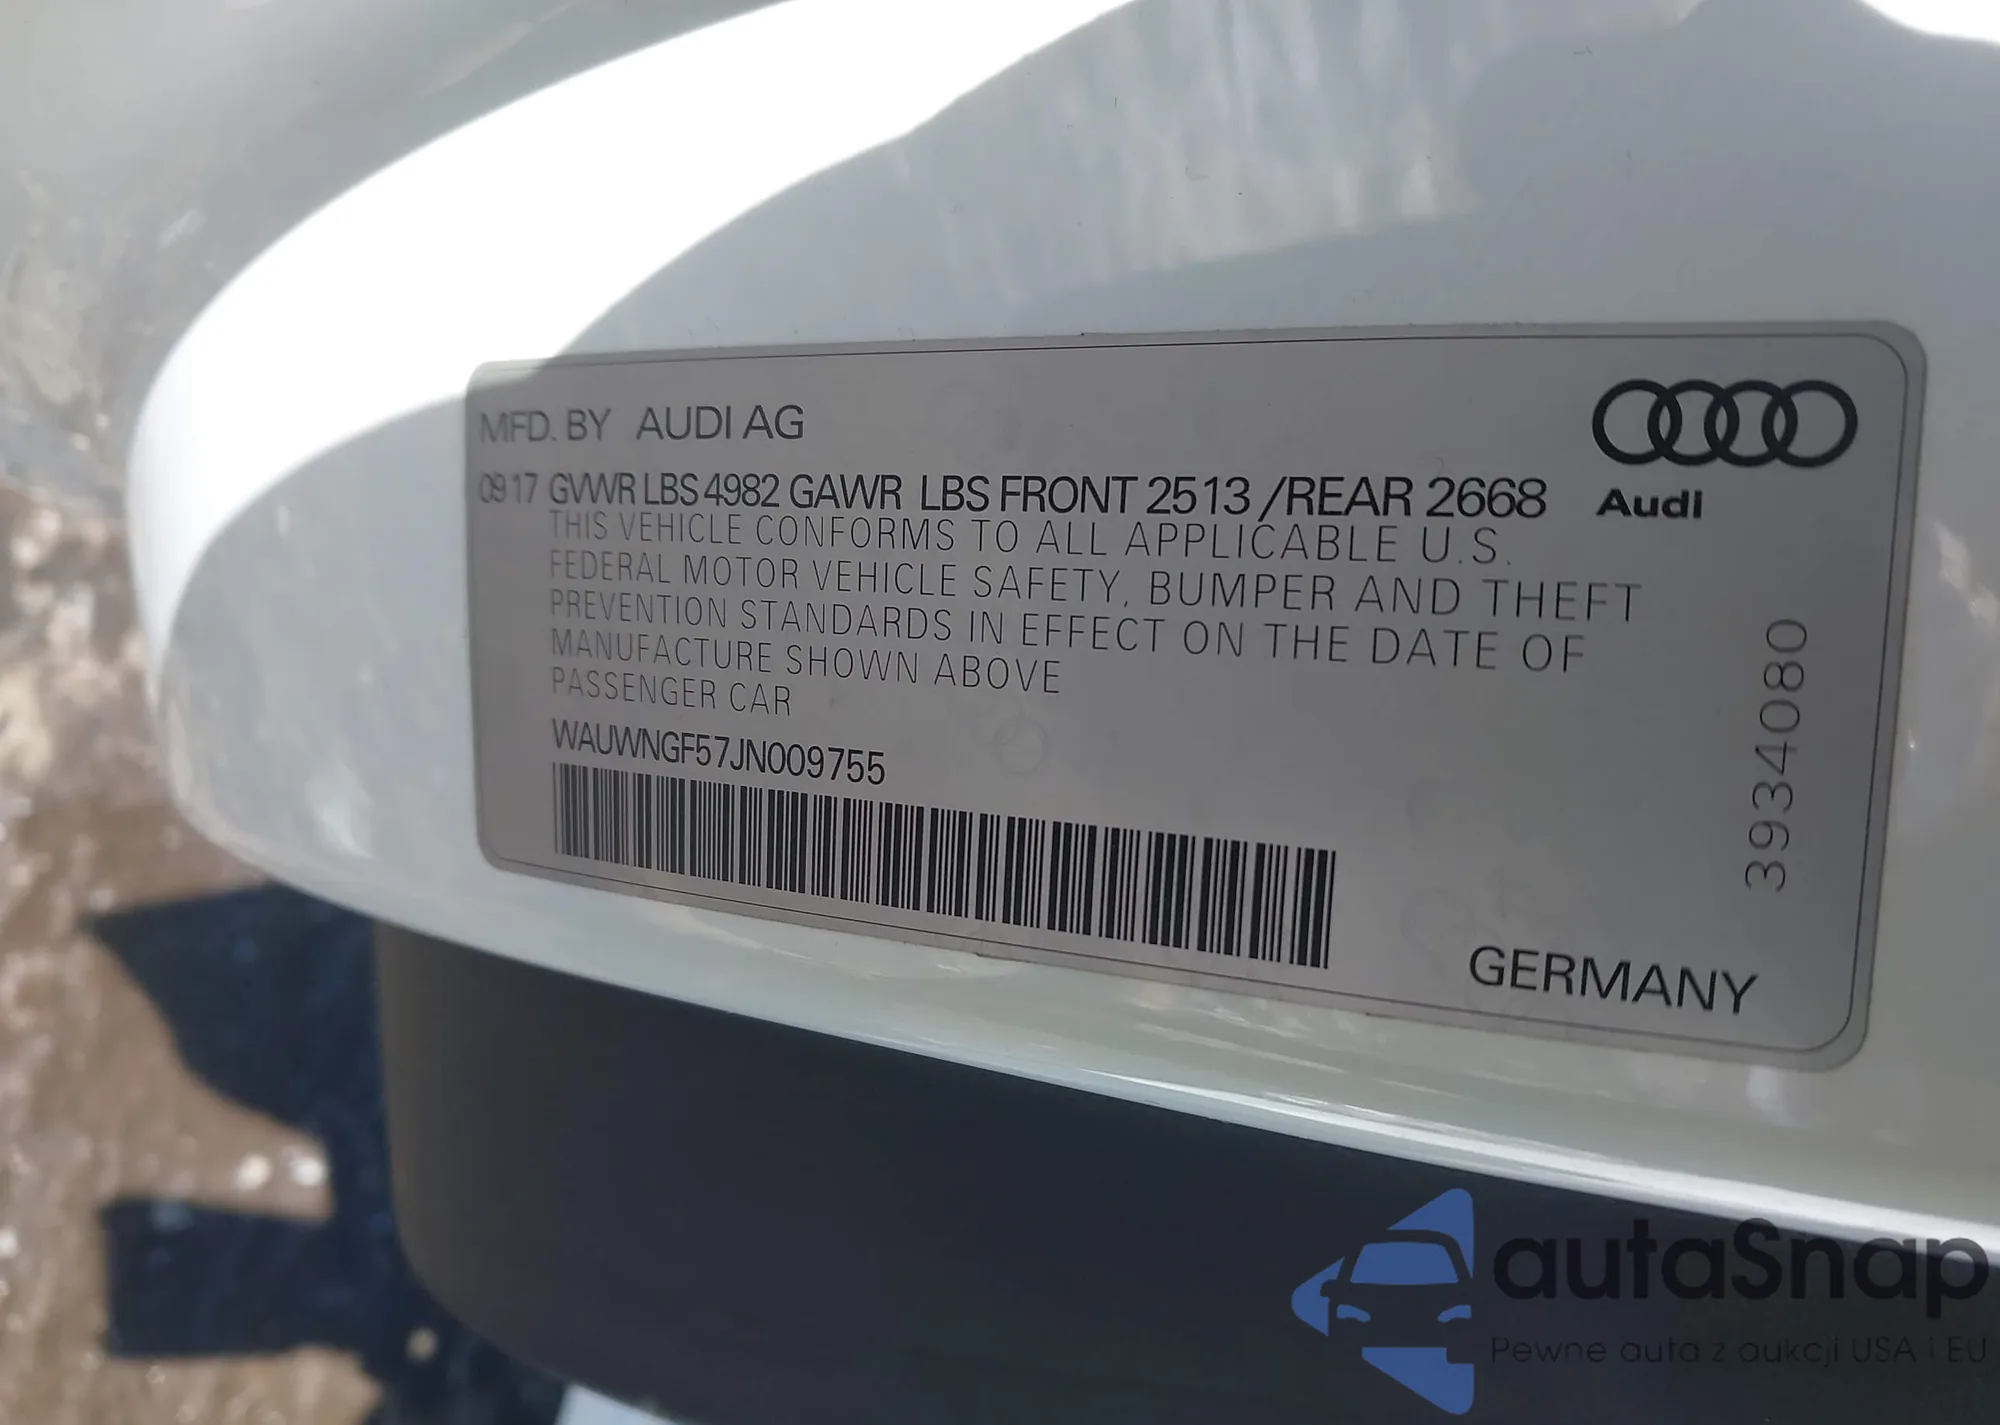 MFD. BY AUDI AG
09 17 GVWR LBS 4982 GAWR LBS FRONT 2513 /REAR 2668
Audi
THIS VEHICLE CONFORMS TO ALL APPLICABLE U.S.
FEDERAL MOTOR VEHICLE SAFETY, BUMPER AND THEFT
PREVENTION STANDARDS IN EFFECT ON THE DATE OF
MANUFACTURE SHOWN ABOVE
PASSENGER CAR
WAUWNGF57JN009755
3934080
GERMANY
autaSnap
Pewne auta z aukcji USA i EU